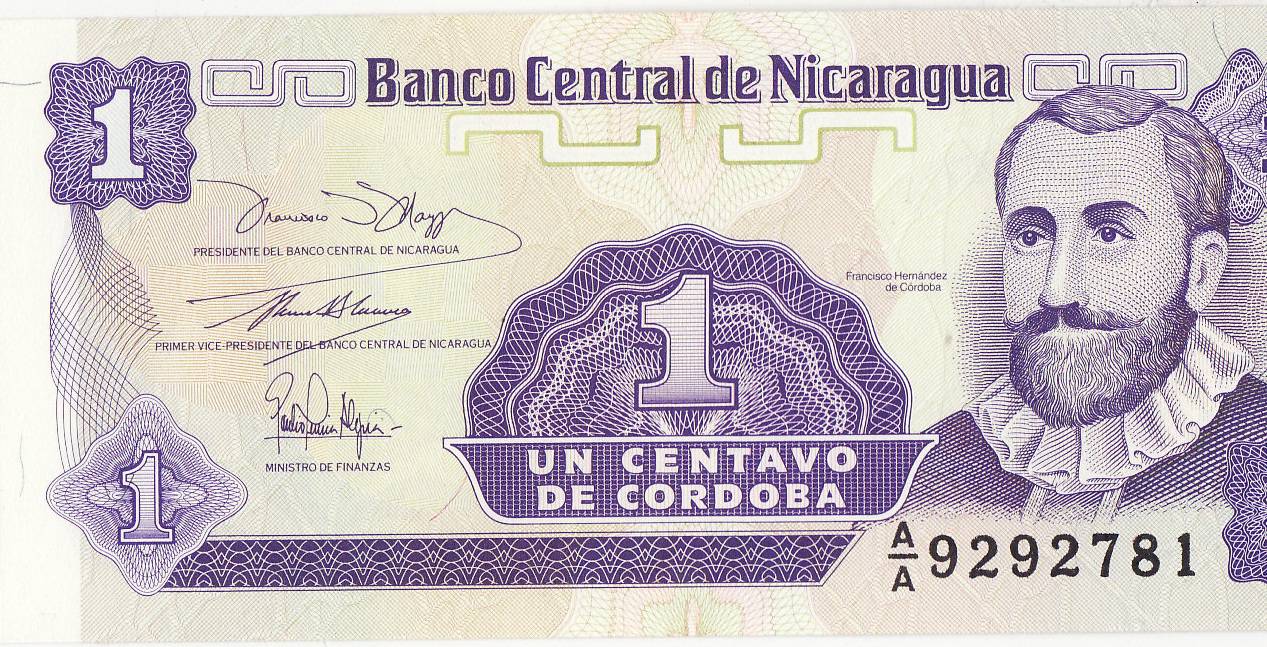 1
Banco Central de Nicaragua
PRESIDENTE DEL BANCO CENTRAL DE NICARAGUA
Francisco Hernández
de Córdoba
1
PRIMER VICE-PRESIDENTE DEL BANCO CENTRAL DE NICARAGUA
MINISTRO DE FINANZAS
1
UN CENTAVO
DE CORDOBA
A/A 9292781